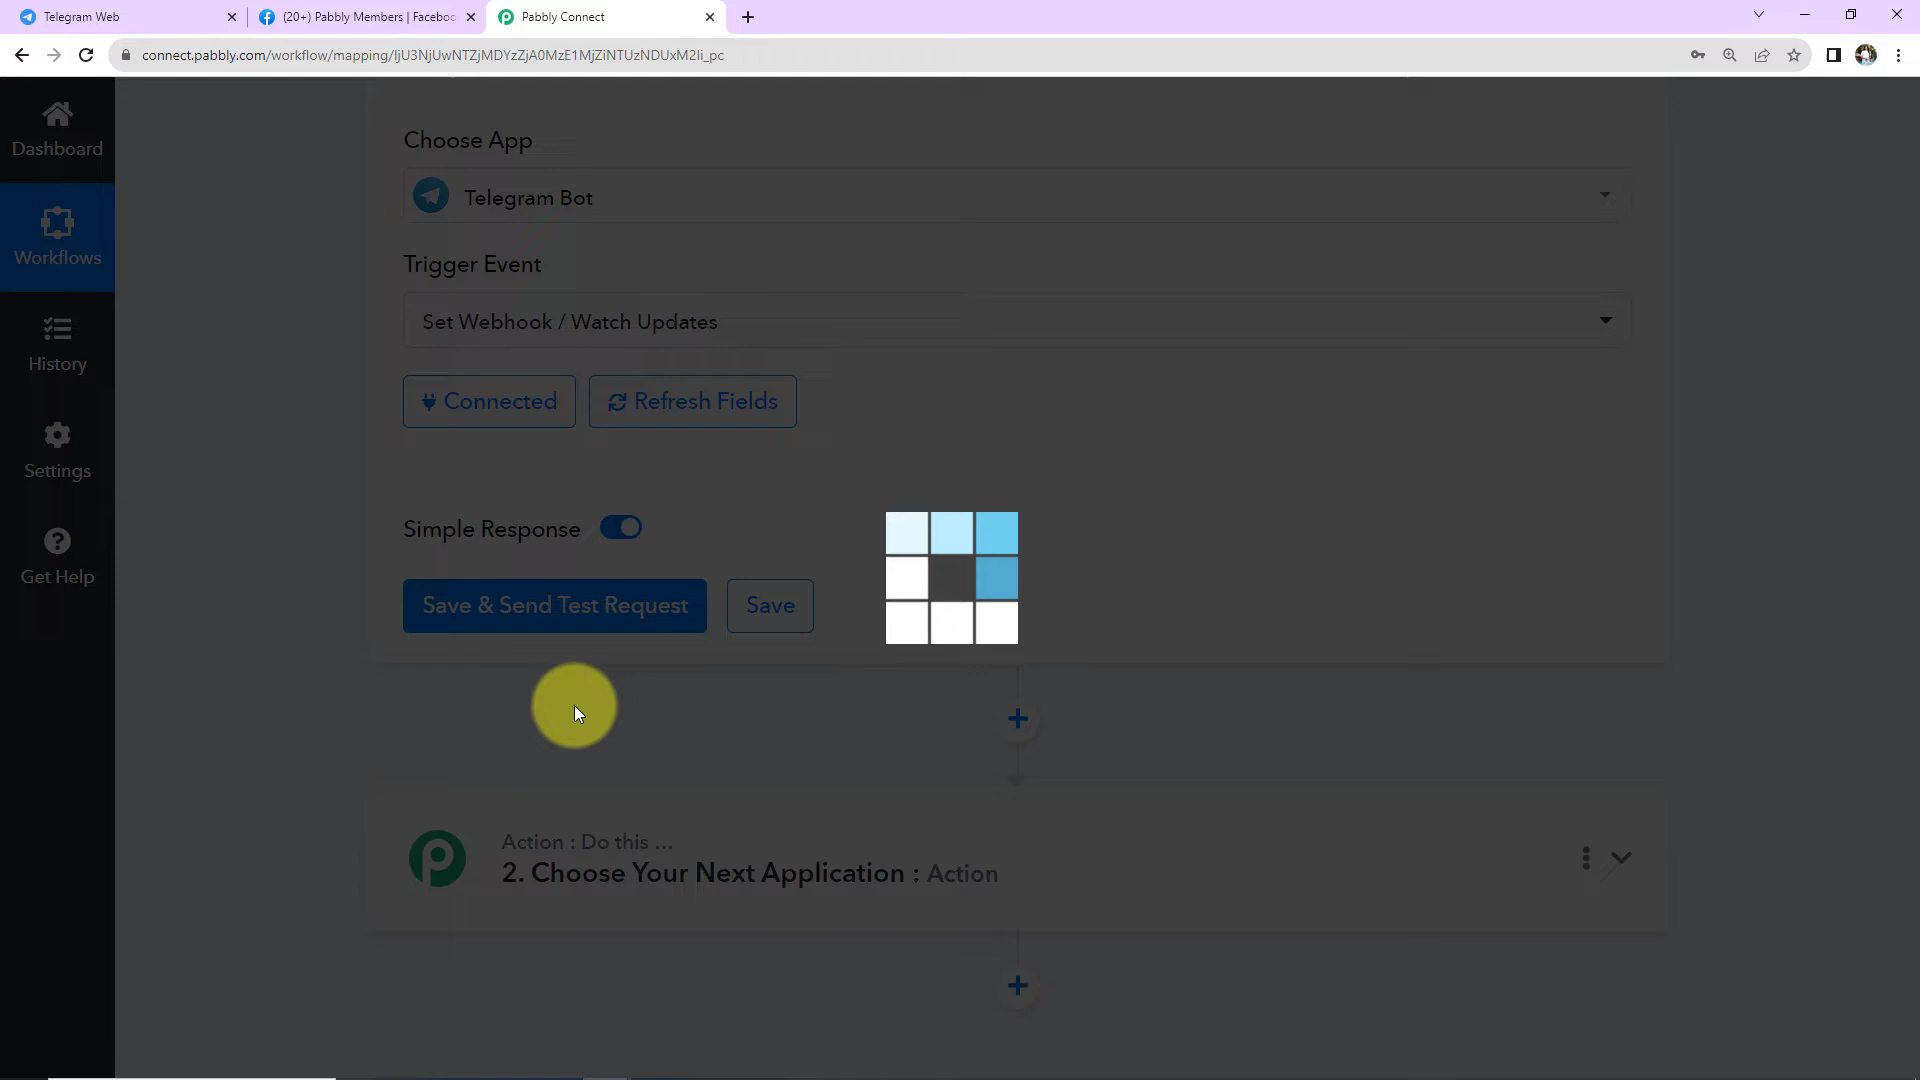 Telegram Web
(20+) Pabbly Members | Faceboo
Pabbly Connect
connect.pabbly.com/workflow/mapping/IjU3NjUwNTZjMDYzZjA0MzE1MjZiNTUzNDUxM2Ii_pc
Dashboard
Workflows
History
Settings
Get Help
Choose App
Telegram Bot
Trigger Event
Set Webhook / Watch Updates
Connected
Refresh Fields
Simple Response
Save & Send Test Request
Save
Action : Do this ...
2. Choose Your Next Application : Action